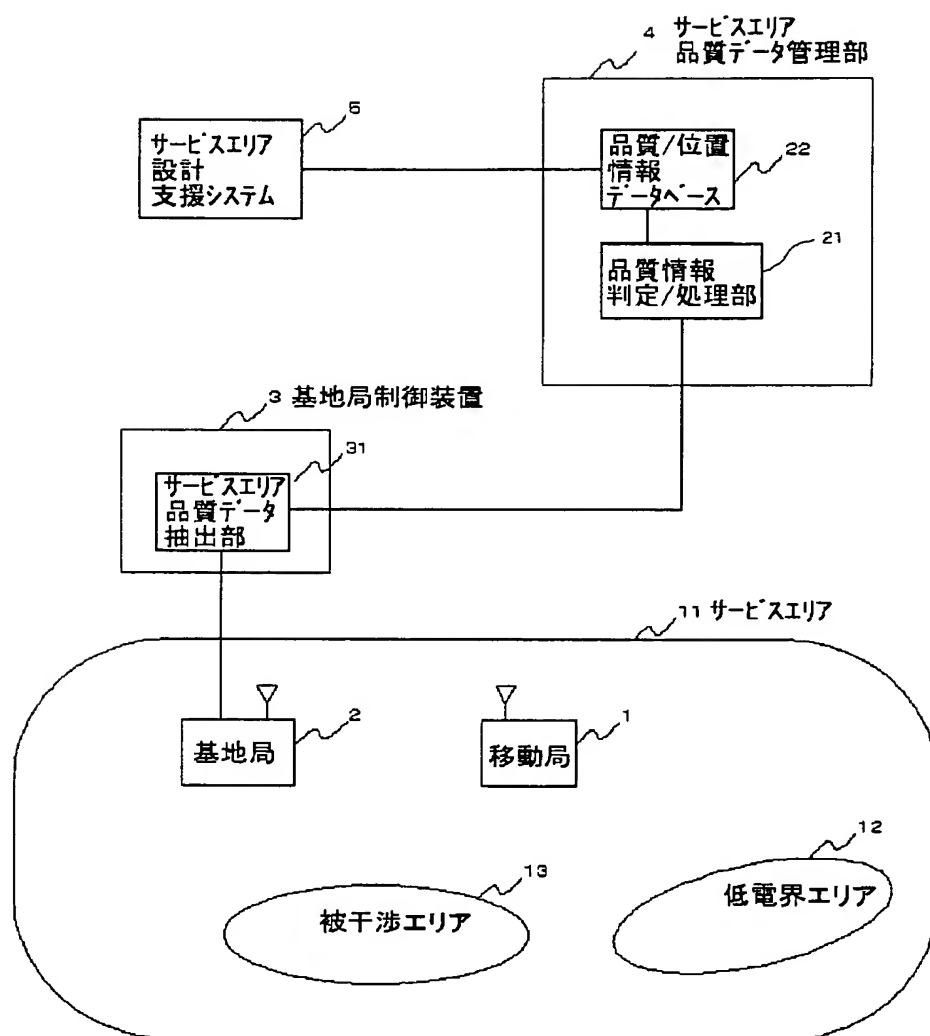 4 サービスエリア
品質データ管理部
5
サービスエリア
設計
支援システム
品質/位置
情報
データベース
22
21
品質情報
判定/処理部
3 基地局制御装置
31
サービスエリア
品質データ
抽出部
11 サービスエリア
2
基地局
1
移動局
12
低電界エリア
13
被干渉エリア